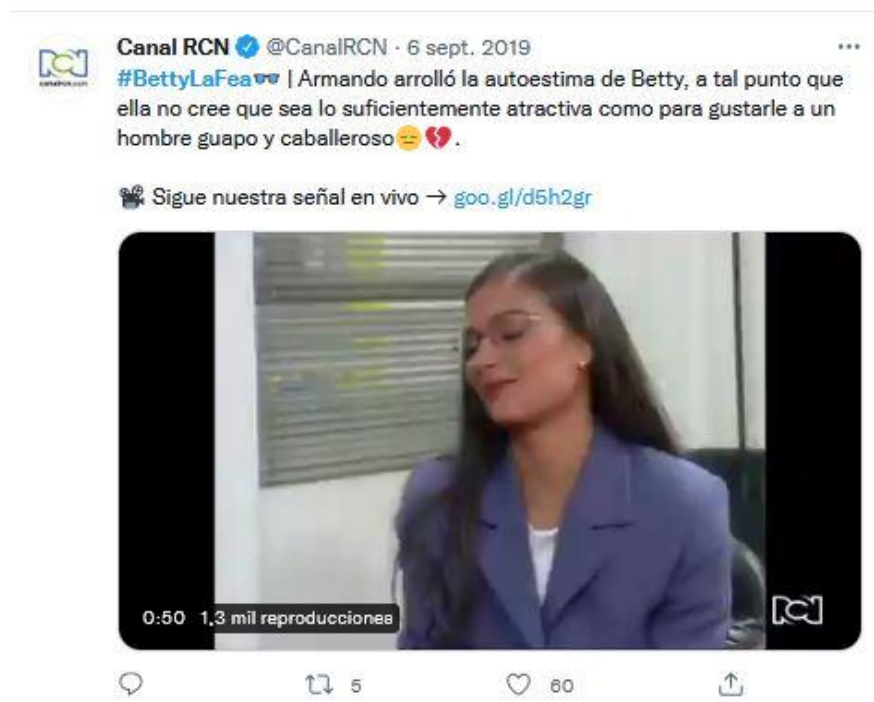 Canal RCN @CanalRCN · 6 sept. 2019
#BettyLaFea👓 | Armando arrolló la autoestima de Betty, a tal punto que
ella no cree que sea lo suficientemente atractiva como para gustarle a un
hombre guapo y caballeroso😑💔.
📽 Sigue nuestra señal en vivo → goo.gl/d5h2gr
0:50 1,3 mil reproducciones
RCN
5 60